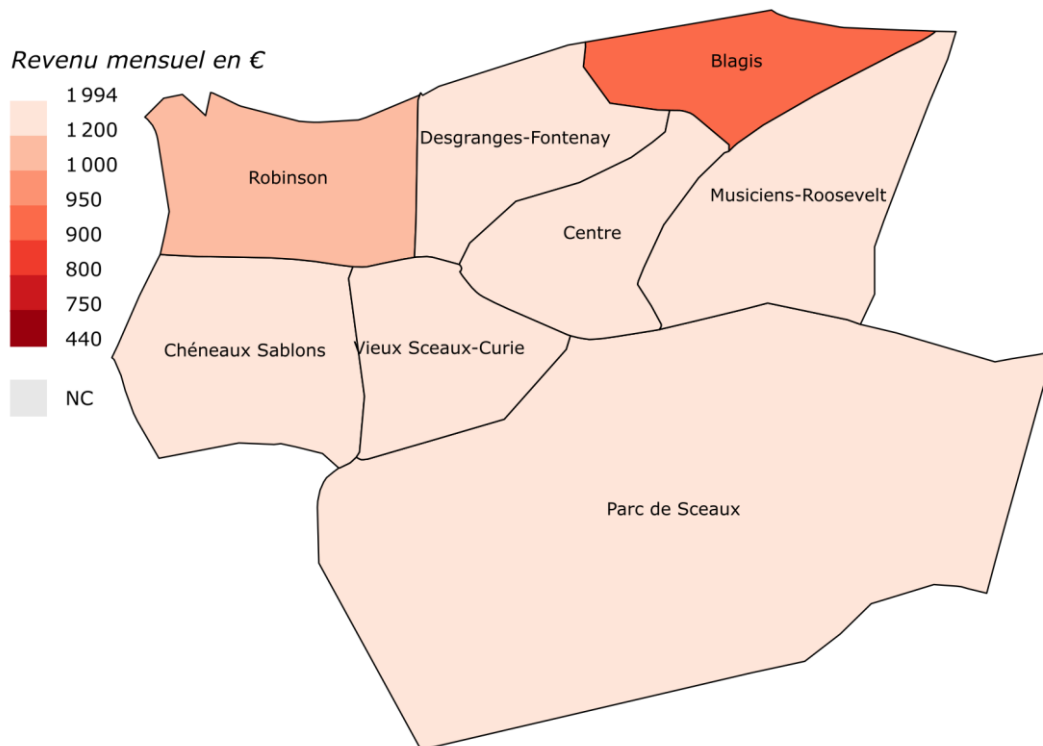 Revenu mensuel en €
1 994
1 200
1 000
950
900
800
750
440
NC
Blagis
Desgranges-Fontenay
Robinson
Musiciens-Roosevelt
Centre
Chéneaux Sablons
Vieux Sceaux-Curie
Parc de Sceaux